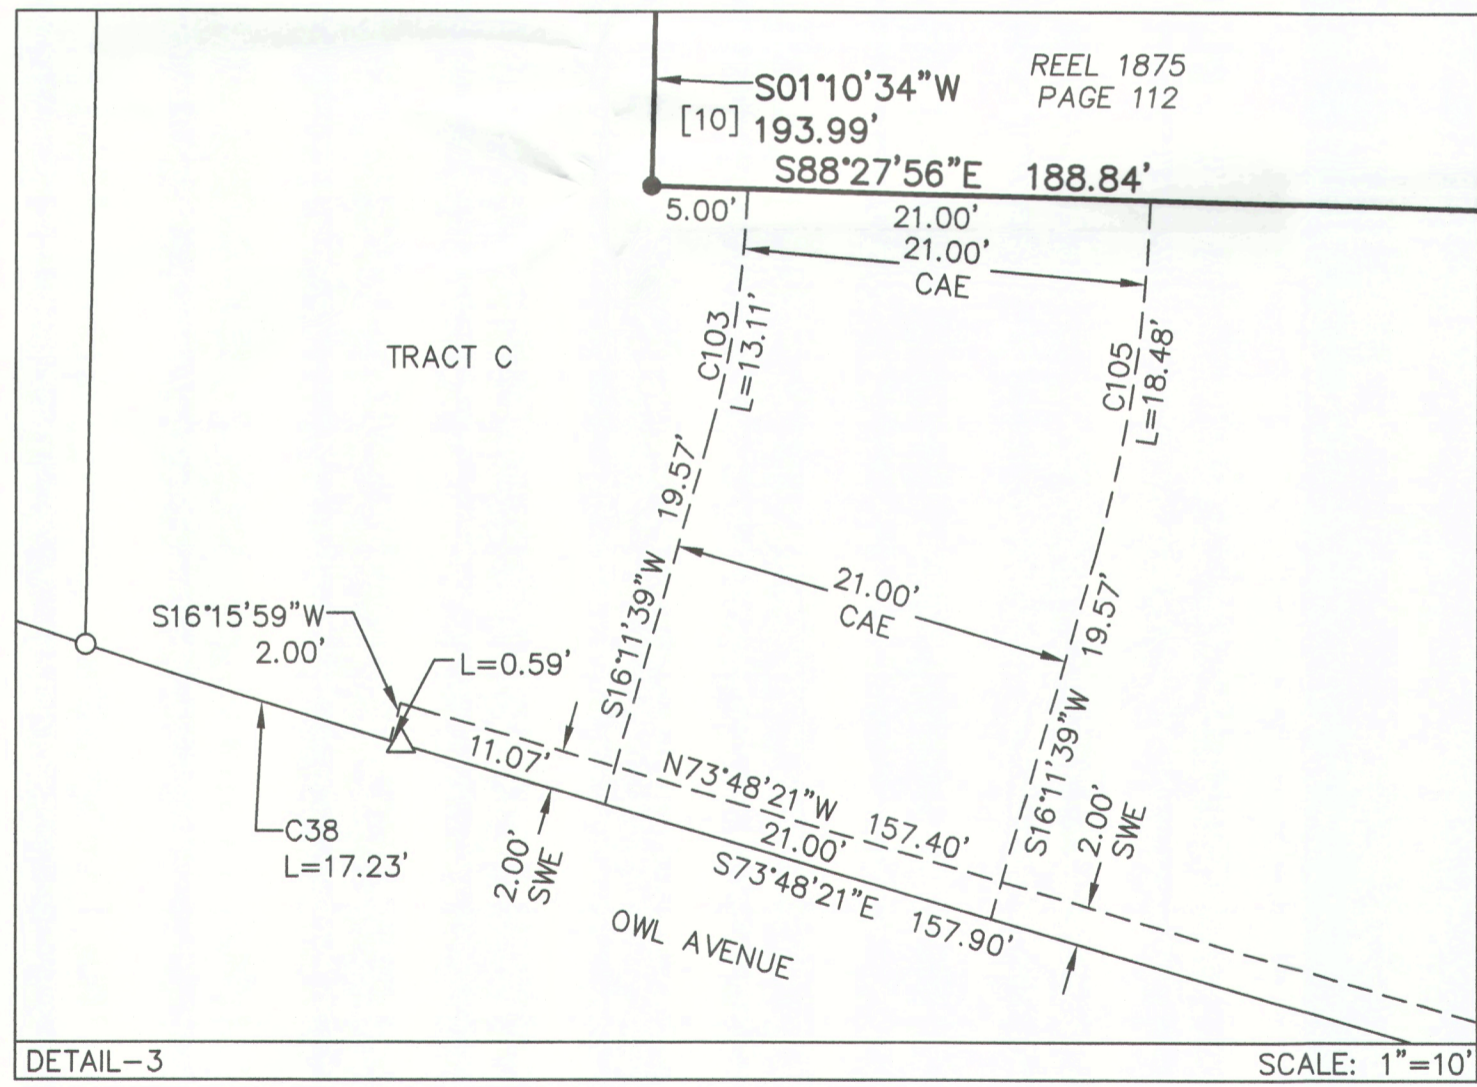 REEL 1875
PAGE 112
S01°10'34"W
[10] 193.99'
S88°27'56"E 188.84'
5.00'
21.00'
21.00'
CAE
C103
L=13.11'
C105
L=18.48'
TRACT C
S16°11'39"W 19.57'
21.00'
CAE
S16°11'39"W 19.57'
S16°15'59"W
2.00'
L=0.59'
11.07'
N73°48'21"W 157.40'
21.00'
S73°48'21"E 157.90'
2.00'
SWE
2.00'
SWE
C38
L=17.23'
OWL AVENUE
DETAIL-3
SCALE: 1"=10'